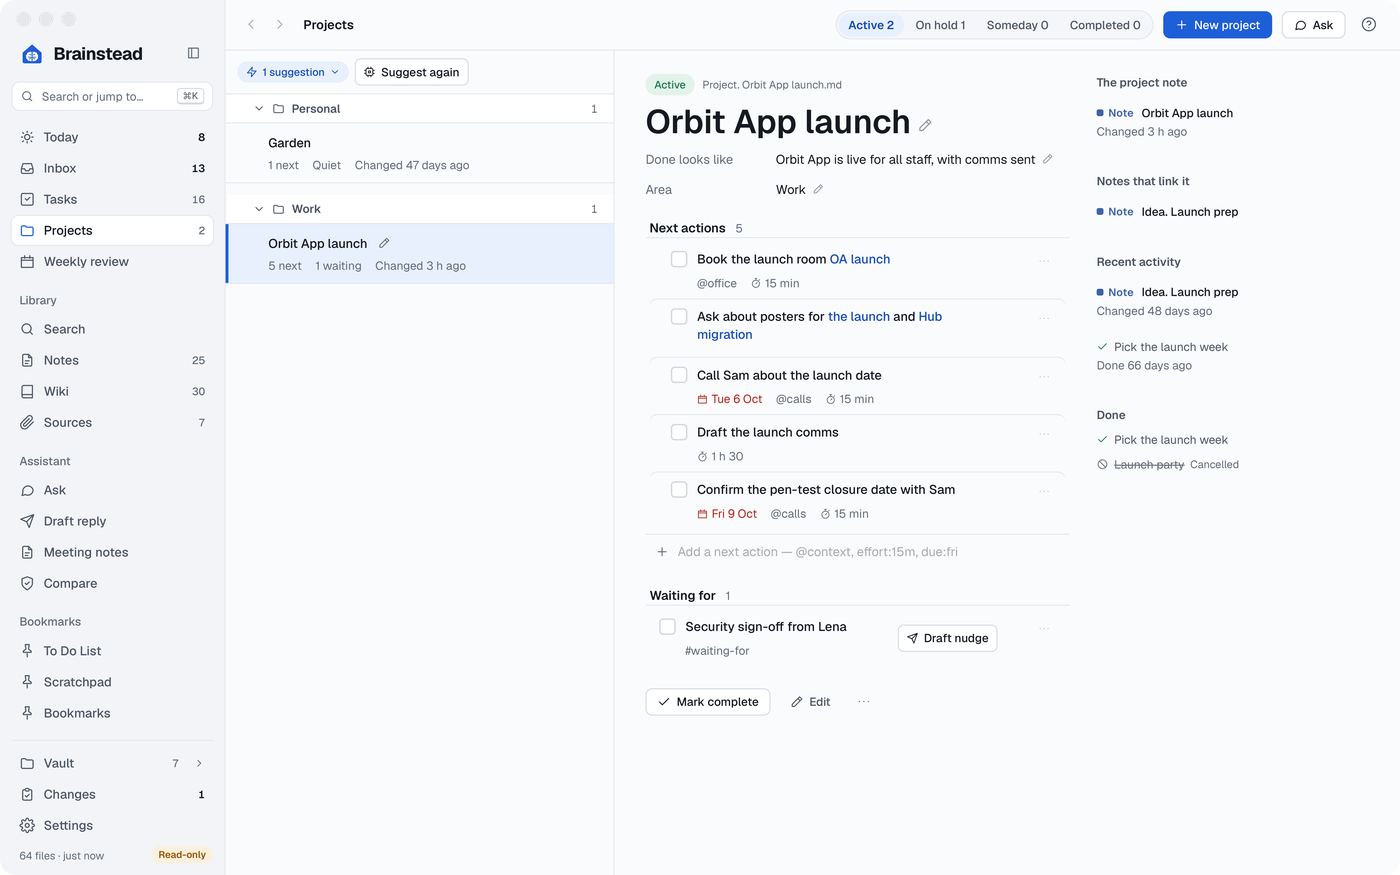 Brainstead
Search or jump to... ⌘K
Today 8
Inbox 13
Tasks 16
Projects 2
Weekly review
Library
Search
Notes 25
Wiki 30
Sources 7
Assistant
Ask
Draft reply
Meeting notes
Compare
Bookmarks
To Do List
Scratchpad
Bookmarks
Vault 7
Changes 1
Settings
64 files · just now Read-only
Projects
Active 2 On hold 1 Someday 0 Completed 0
+ New project
Ask
1 suggestion
Suggest again
Personal 1
Garden
1 next Quiet Changed 47 days ago
Work 1
Orbit App launch
5 next 1 waiting Changed 3 h ago
Active Project. Orbit App launch.md
Orbit App launch
Done looks like Orbit App is live for all staff, with comms sent
Area Work
Next actions 5
Book the launch room OA launch
@office 15 min
Ask about posters for the launch and Hub
migration
Call Sam about the launch date
Tue 6 Oct @calls 15 min
Draft the launch comms
1 h 30
Confirm the pen-test closure date with Sam
Fri 9 Oct @calls 15 min
+ Add a next action — @context, effort:15m, due:fri
Waiting for 1
Security sign-off from Lena
#waiting-for
Draft nudge
Mark complete
Edit
The project note
Note Orbit App launch
Changed 3 h ago
Notes that link it
Note Idea. Launch prep
Recent activity
Note Idea. Launch prep
Changed 48 days ago
Pick the launch week
Done 66 days ago
Done
Pick the launch week
Launch party Cancelled